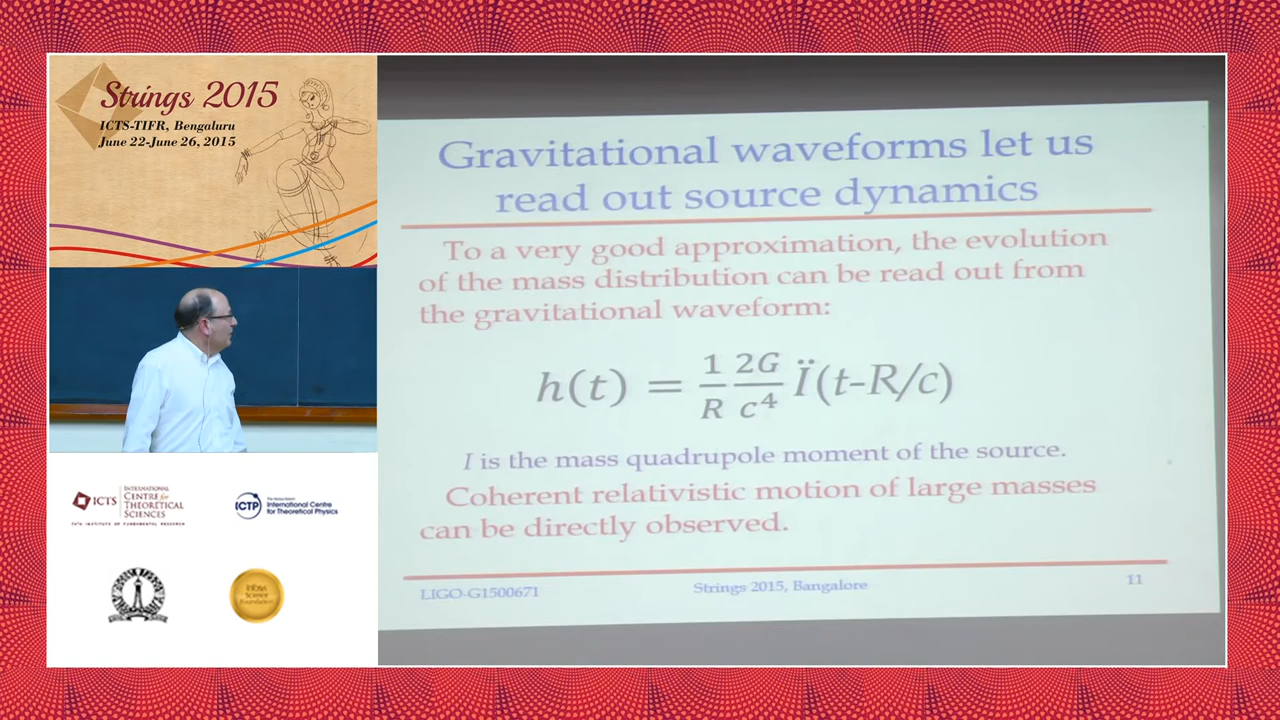 Strings 2015
ICTS-TIFR, Bengaluru
June 22-June 26, 2015
Gravitational waveforms let us
read out source dynamics
To a very good approximation, the evolution
of the mass distribution can be read out from
the gravitational waveform:
h(t) = 1/R 2G/c⁴ Ï(t-R/c)
I is the mass quadrupole moment of the source.
Coherent relativistic motion of large masses
can be directly observed.
LIGO-G1500671
Strings 2015, Bangalore
11
ICTS
INTERNATIONAL
CENTRE for
THEORETICAL
SCIENCES
TATA INSTITUTE OF FUNDAMENTAL RESEARCH
ICTP
International Centre
for Theoretical Physics
Infosys
Science
Foundation